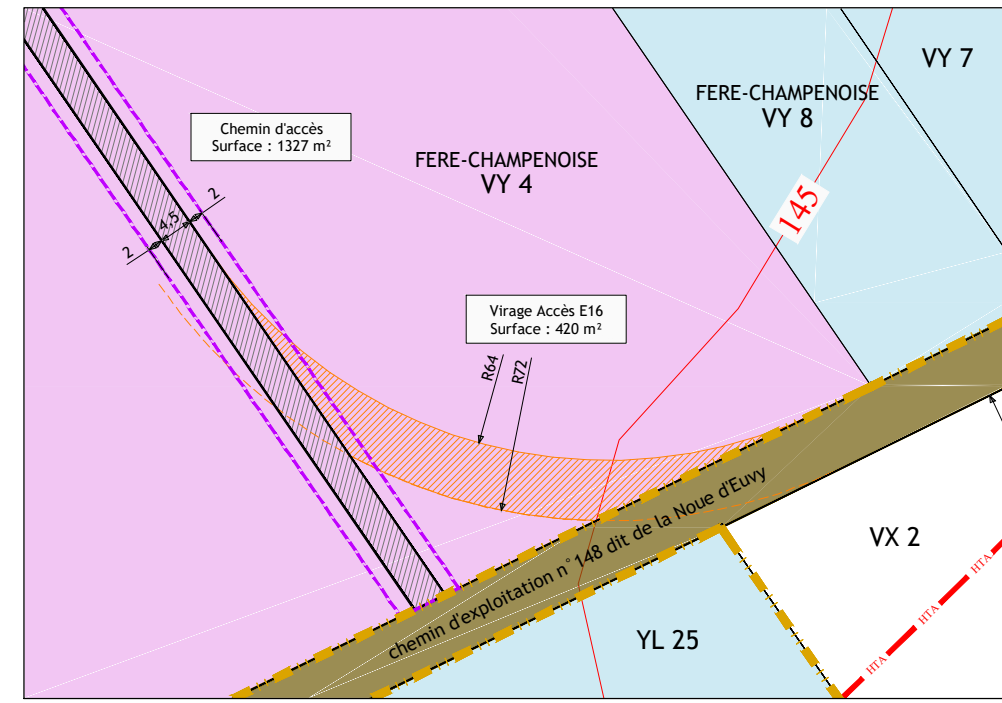 VY 7
FERE-CHAMPENOISE
VY 8
Chemin d'accès
Surface : 1327 m²
FERE-CHAMPENOISE
VY 4
145
2
4,5
2
Virage Accès E16
Surface : 420 m²
R64
R72
chemin d'exploitation n°148 dit de la Noue d'Euvy
VX 2
YL 25
HTA
HTA
HTA